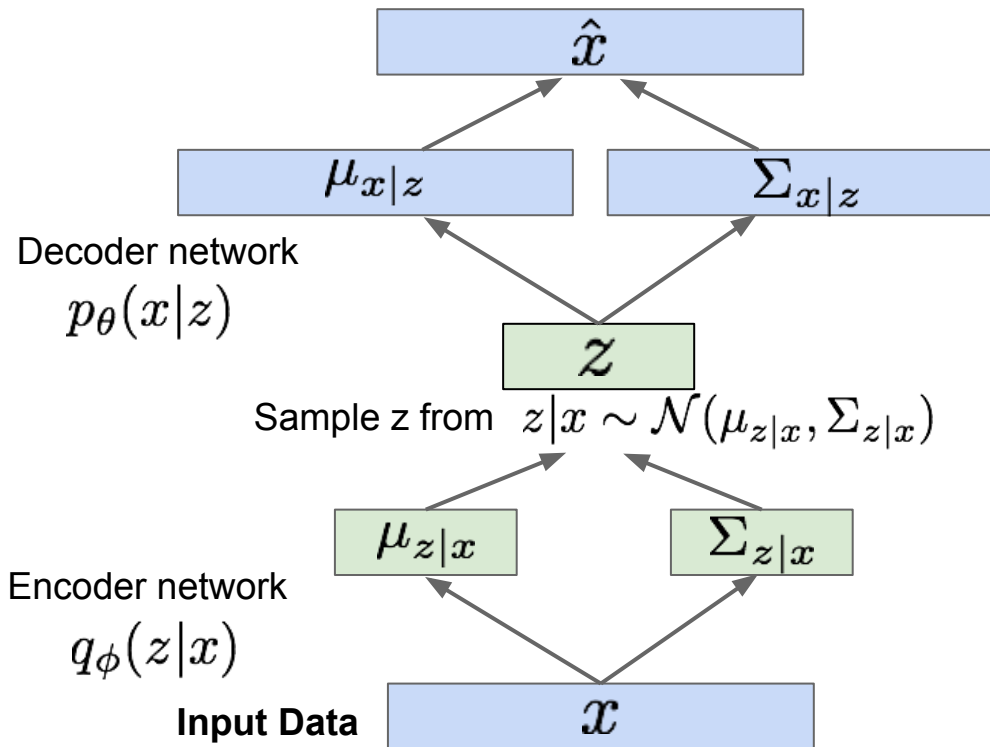 x̂
μ_{x|z} Σ_{x|z}
Decoder network
p_θ(x|z)
z
Sample z from z|x ∼ 𝒩(μ_{z|x}, Σ_{z|x})
μ_{z|x} Σ_{z|x}
Encoder network
q_ϕ(z|x)
Input Data x